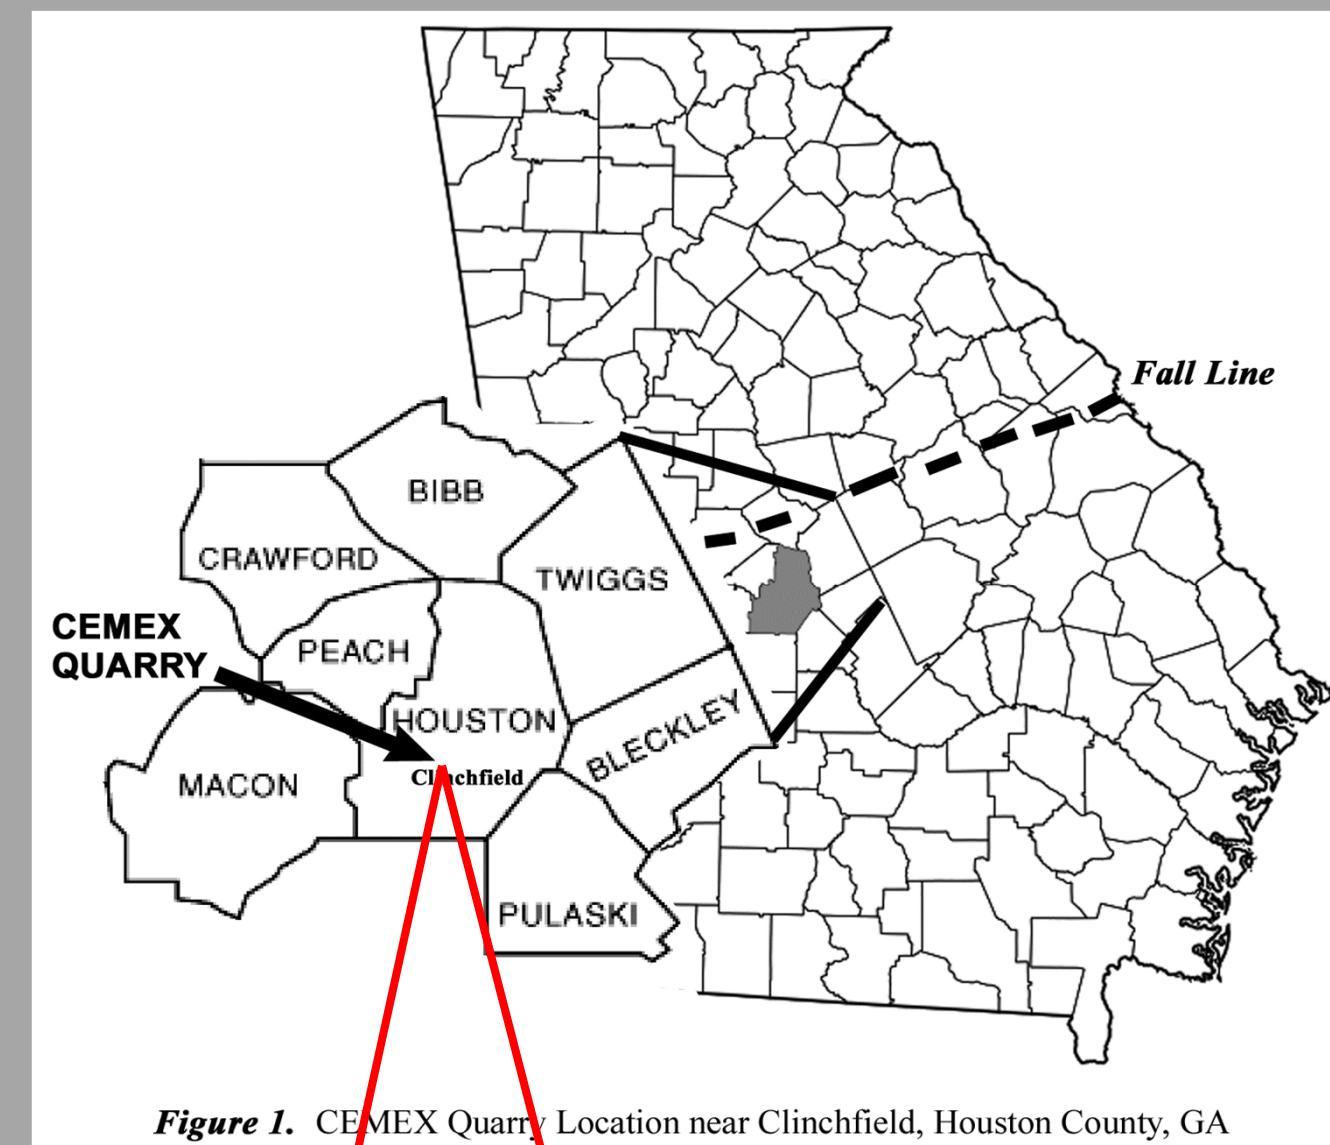 Fall Line
BIBB
CRAWFORD
TWIGGS
CEMEX
QUARRY
PEACH
HOUSTON
BLECKLEY
Clinchfield
MACON
PULASKI
Figure 1. CEMEX Quarry Location near Clinchfield, Houston County, GA